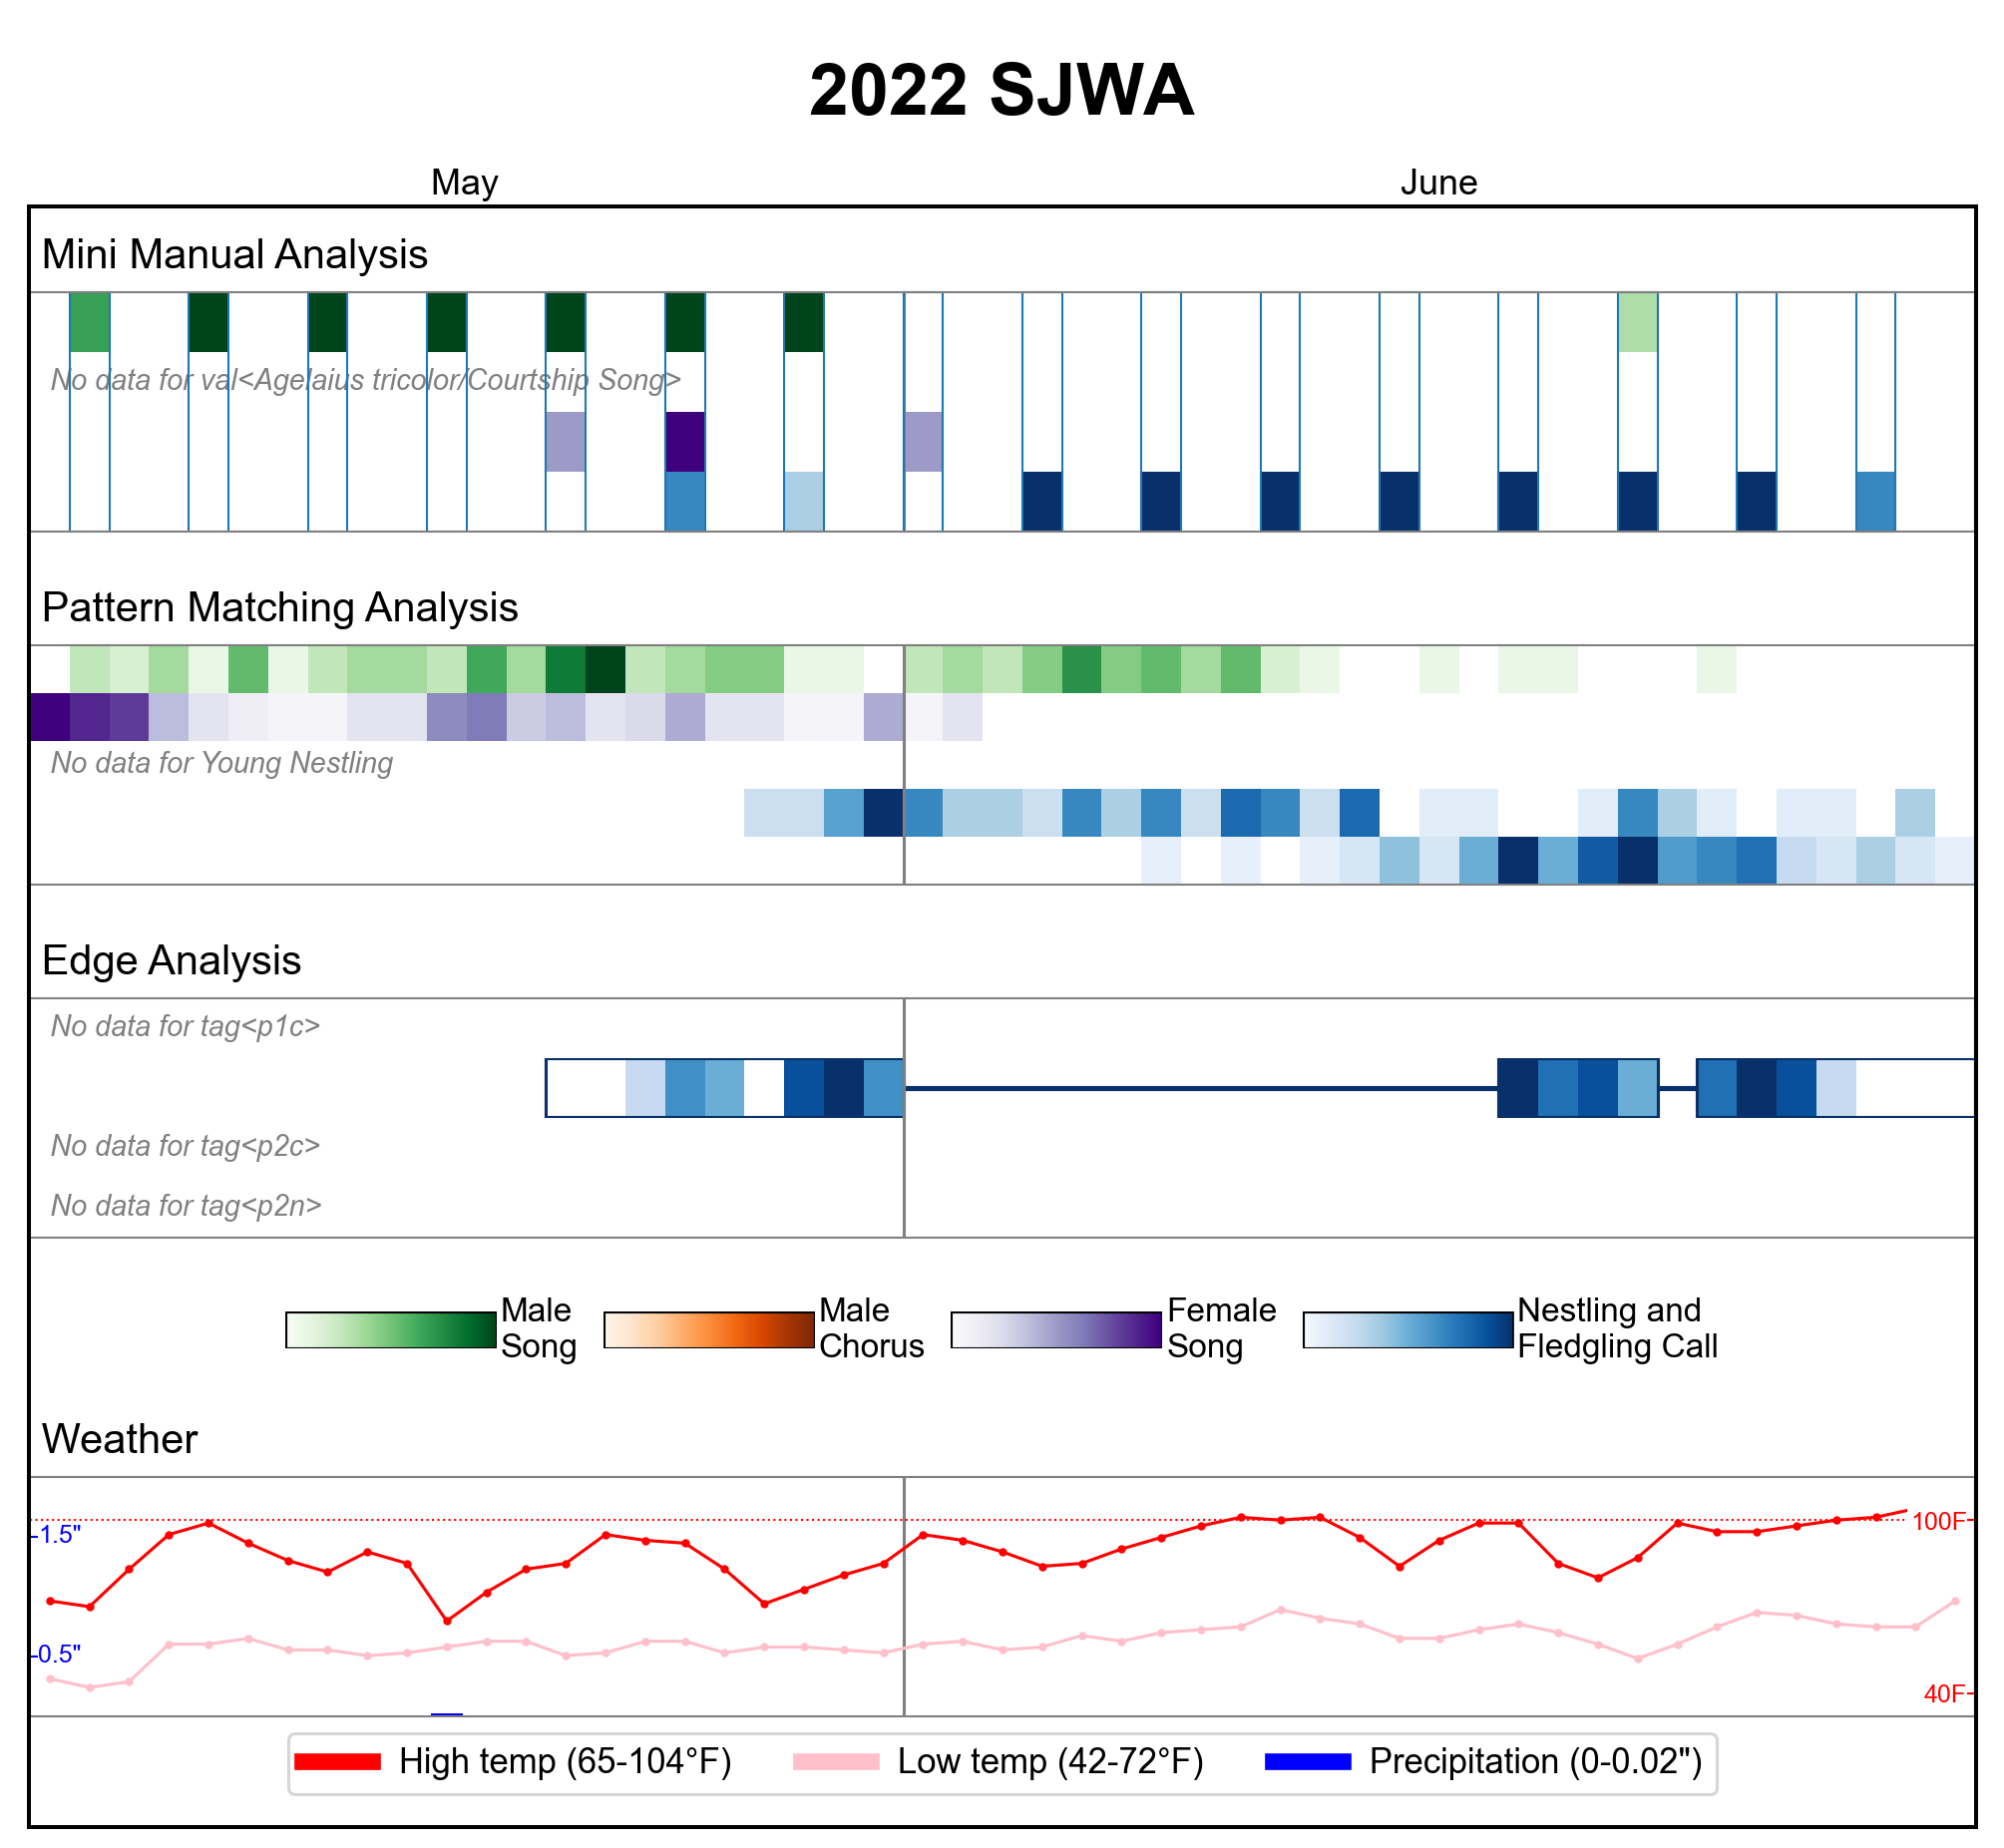 2022 SJWA
May
June
Mini Manual Analysis
No data for val<Agelaius tricolor/Courtship Song>
Pattern Matching Analysis
No data for Young Nestling
Edge Analysis
No data for tag<p1c>
No data for tag<p2c>
No data for tag<p2n>
Male
Song
Male
Chorus
Female
Song
Nestling and
Fledgling Call
Weather
1.5"
100F
0.5"
40F
High temp (65-104°F)
Low temp (42-72°F)
Precipitation (0-0.02")